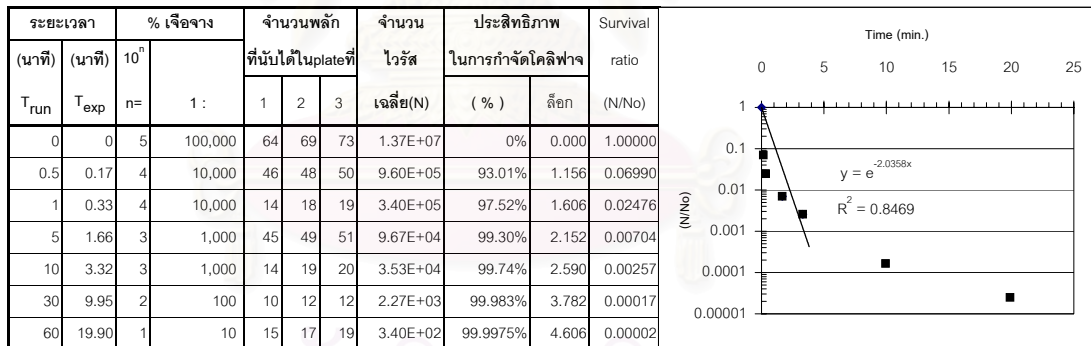 ระยะเวลา % เจือจาง จำนวนพลัก จำนวน ประสิทธิภาพ Survival
(นาที) (นาที) 10^n ที่นับได้ในplateที่ ไวรัส ในการกำจัดโคลิฟาจ ratio
T_run T_exp n= 1 : 1 2 3 เฉลี่ย(N) ( % ) ล็อก (N/No)
0 0 5 100,000 64 69 73 1.37E+07 0% 0.000 1.00000
0.5 0.17 4 10,000 46 48 50 9.60E+05 93.01% 1.156 0.06990
1 0.33 4 10,000 14 18 19 3.40E+05 97.52% 1.606 0.02476
5 1.66 3 1,000 45 49 51 9.67E+04 99.30% 2.152 0.00704
10 3.32 3 1,000 14 19 20 3.53E+04 99.74% 2.590 0.00257
30 9.95 2 100 10 12 12 2.27E+03 99.983% 3.782 0.00017
60 19.90 1 10 15 17 19 3.40E+02 99.9975% 4.606 0.00002
Time (min.)
0 5 10 15 20 25
1
0.1
0.01
0.001
0.0001
0.00001
(N/No)
y = e^-2.0358x
R^2 = 0.8469